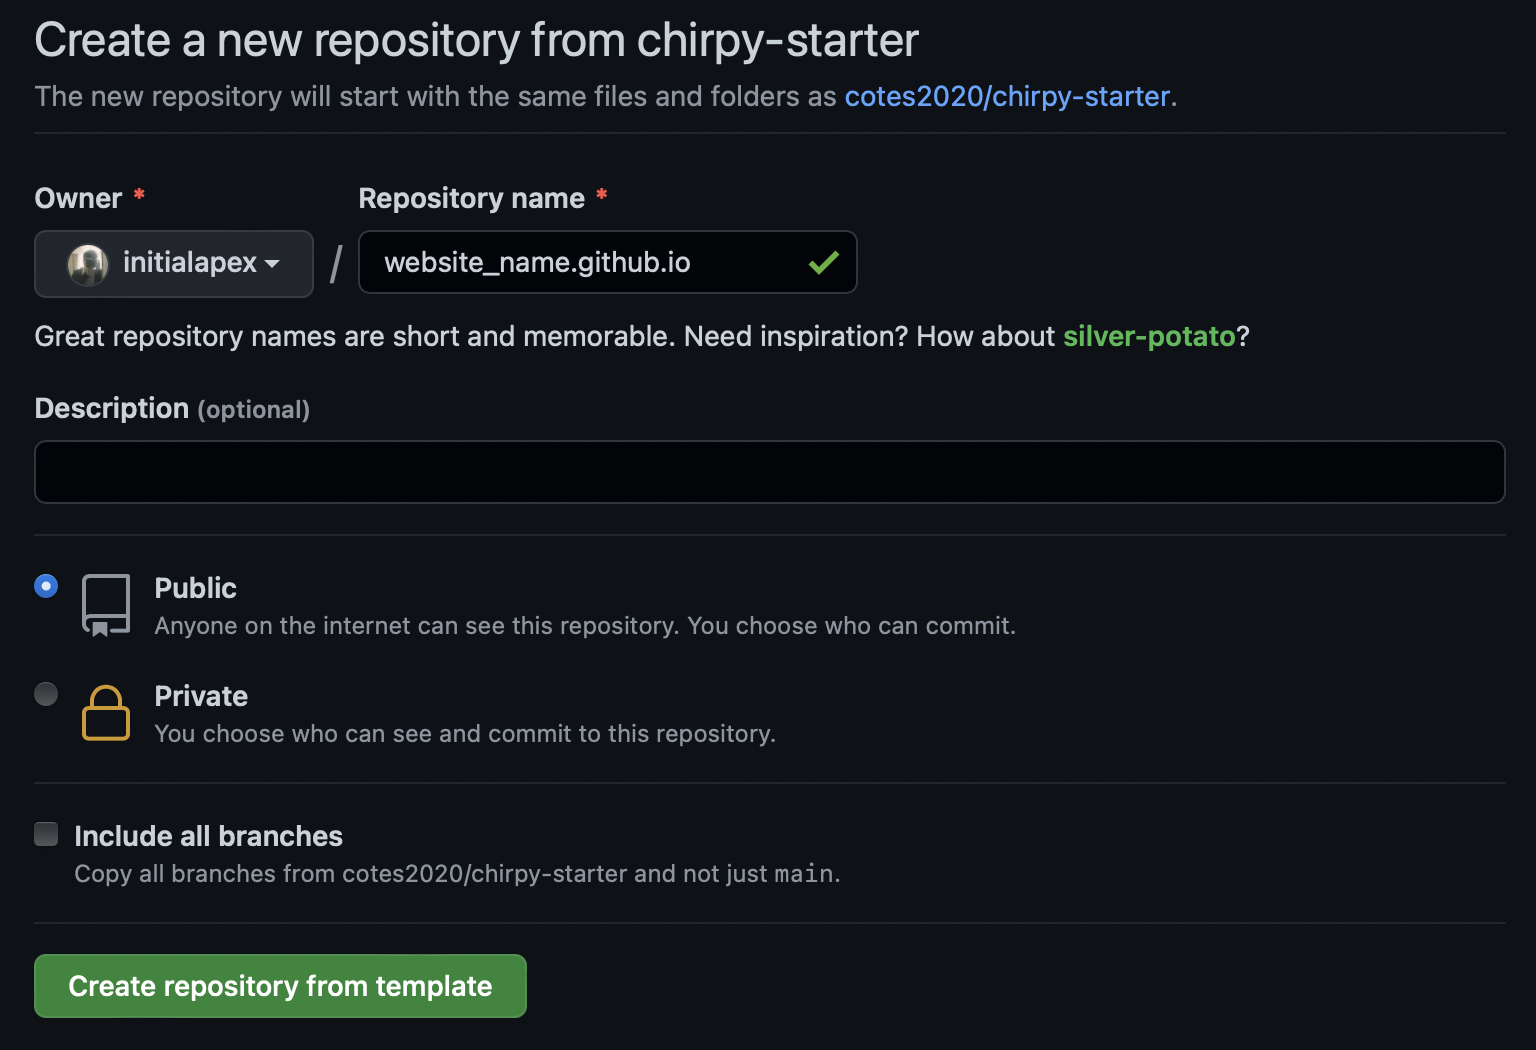 Create a new repository from chirpy-starter
The new repository will start with the same files and folders as cotes2020/chirpy-starter.
Owner * Repository name *
initialapex / website_name.github.io
Great repository names are short and memorable. Need inspiration? How about silver-potato?
Description (optional)
Public
Anyone on the internet can see this repository. You choose who can commit.
Private
You choose who can see and commit to this repository.
Include all branches
Copy all branches from cotes2020/chirpy-starter and not just main.
Create repository from template